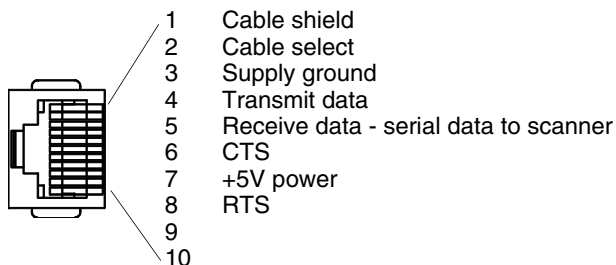 1 Cable shield
2 Cable select
3 Supply ground
4 Transmit data
5 Receive data - serial data to scanner
6 CTS
7 +5V power
8 RTS
9
10